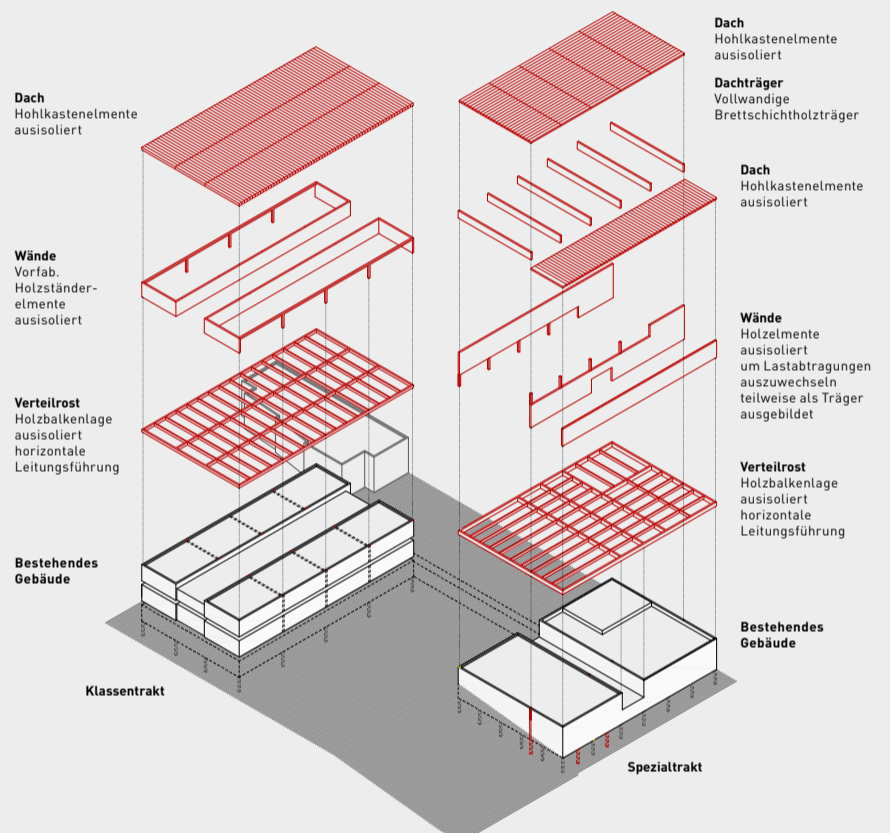 Dach
Hohlkastenelmente
ausisoliert
Wände
Vorfab.
Holzständer-
elmente
ausisoliert
Verteilrost
Holzbalkenlage
ausisoliert
horizontale
Leitungsführung
Bestehendes
Gebäude
Klassentrakt
Dach
Hohlkastenelmente
ausisoliert
Dachträger
Vollwandige
Brettschichtholzträger
Dach
Hohlkastenelmente
ausisoliert
Wände
Holzelmente
ausisoliert
um Lastabtragungen
auszuwechseln
teilweise als Träger
ausgebildet
Verteilrost
Holzbalkenlage
ausisoliert
horizontale
Leitungsführung
Bestehendes
Gebäude
Spezialtrakt